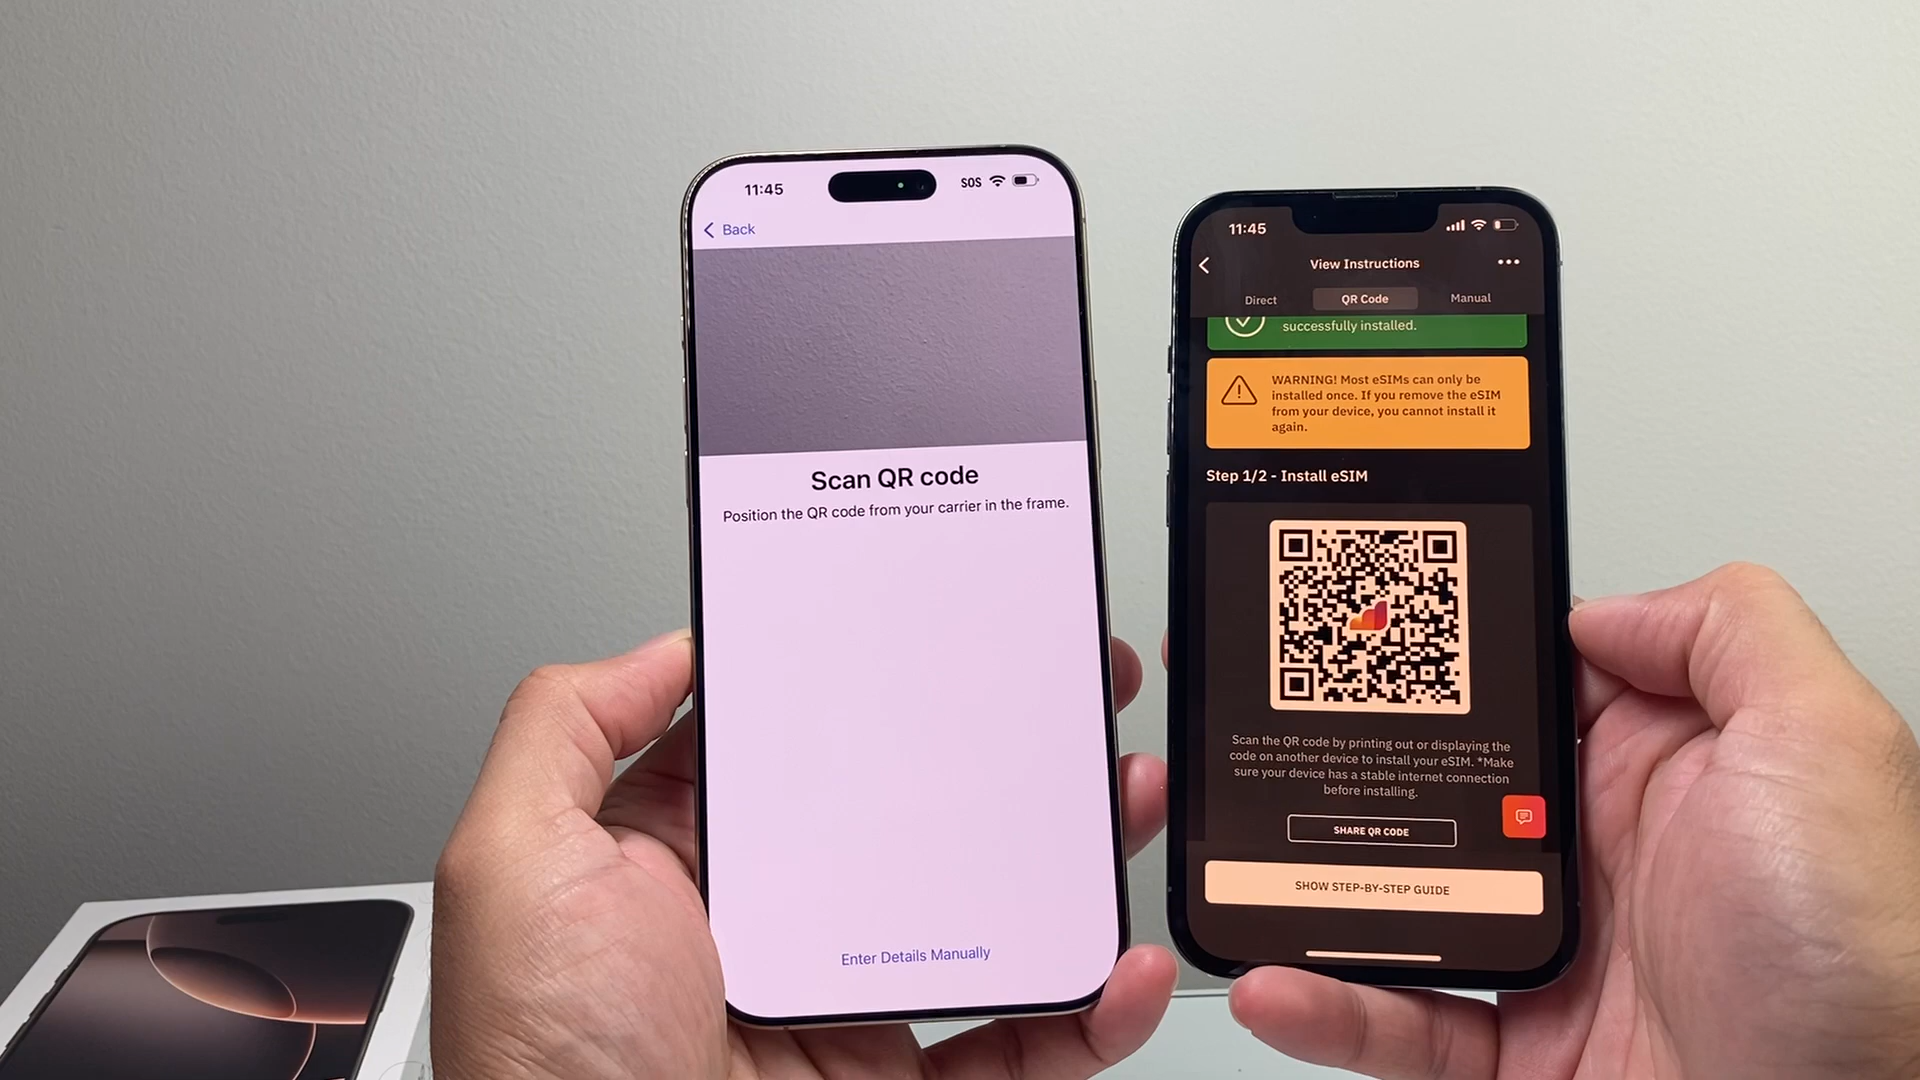 11:45
SOS
Back
Scan QR code
Position the QR code from your carrier in the frame.
Enter Details Manually
11:45
View Instructions
Direct
QR Code
Manual
successfully installed.
WARNING! Most eSIMs can only be
installed once. If you remove the eSIM
from your device, you cannot install it
again.
Step 1/2 - Install eSIM
Scan the QR code by printing out or displaying the
code on another device to install your eSIM. *Make
sure your device has a stable internet connection
before installing.
SHARE QR CODE
SHOW STEP-BY-STEP GUIDE